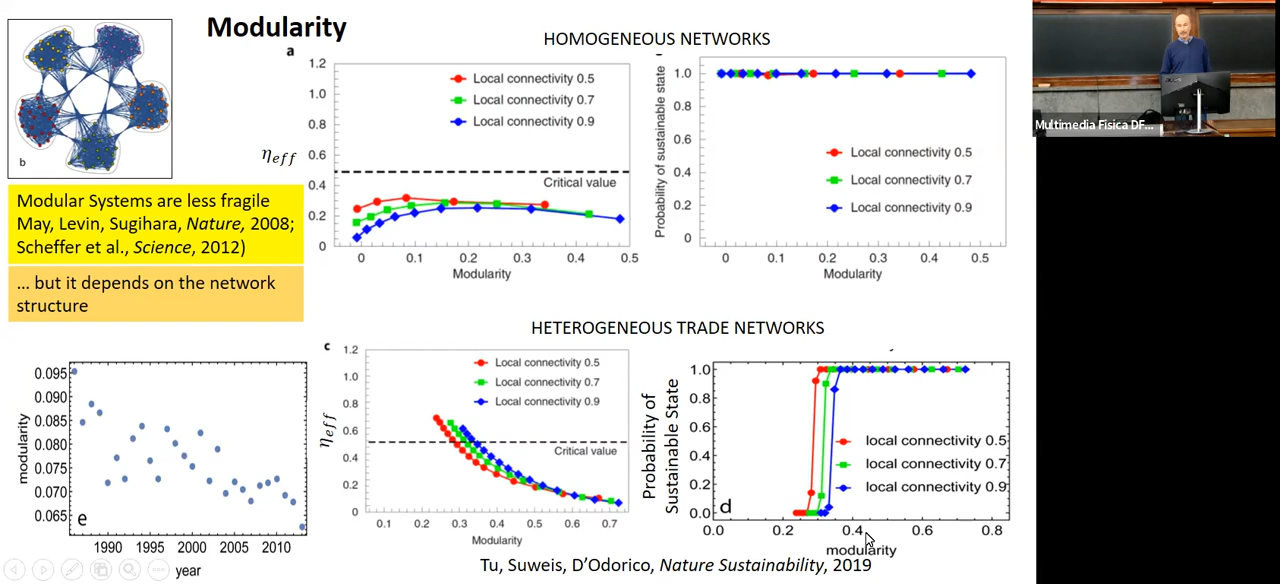 Modularity
b
Modular Systems are less fragile
May, Levin, Sugihara, Nature, 2008;
Scheffer et al., Science, 2012)
... but it depends on the network
structure
HOMOGENEOUS NETWORKS
a
1.2
1.0
0.8
0.6
0.4
0.2
0
η_eff
Local connectivity 0.5
Local connectivity 0.7
Local connectivity 0.9
Critical value
0
0.1
0.2
0.3
0.4
0.5
Modularity
Probability of sustainable state
1.0
0.8
0.6
0.4
0.2
0
Local connectivity 0.5
Local connectivity 0.7
Local connectivity 0.9
0
0.1
0.2
0.3
0.4
0.5
Modularity
HETEROGENEOUS TRADE NETWORKS
modularity
0.095
0.090
0.085
0.080
0.075
0.070
0.065
e
1990
1995
2000
2005
2010
year
c
1.2
1.0
0.8
0.6
0.4
0.2
0
η_eff
Local connectivity 0.5
Local connectivity 0.7
Local connectivity 0.9
Critical value
0.1
0.2
0.3
0.4
0.5
0.6
0.7
Modularity
Probability of
Sustainable State
1.0
0.8
0.6
0.4
0.2
0.0
local connectivity 0.5
local connectivity 0.7
local connectivity 0.9
d
0.0
0.2
0.4
0.6
0.8
modularity
Tu, Suweis, D'Odorico, Nature Sustainability, 2019
Multimedia Fisica DF...